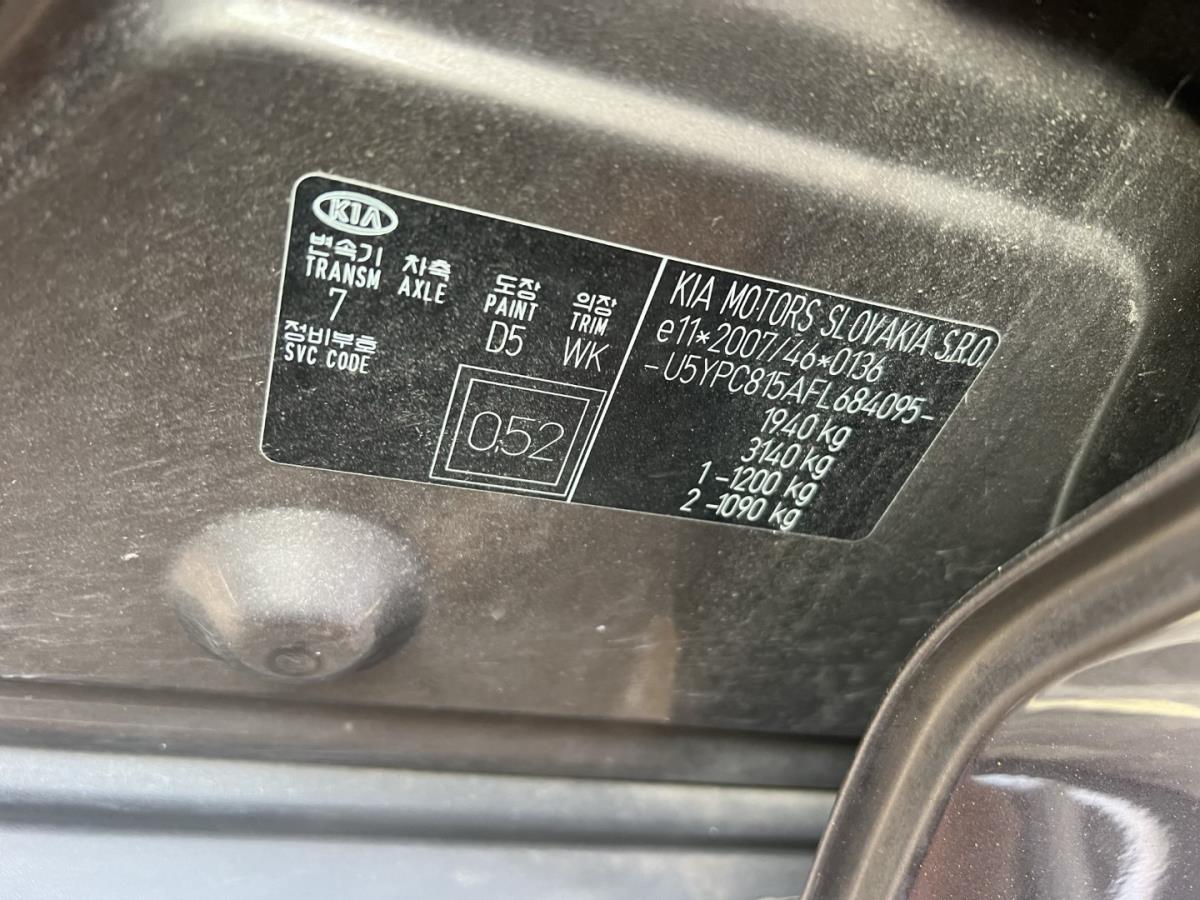 KIA
변속기 차축 도장 의장
TRANSM AXLE PAINT TRIM
7 D5 WK
정비부호
SVC CODE
0.52
KIA MOTORS SLOVAKIA S.R.O.
e11*2007/46*0136
-U5YPC815AFL684095-
1940 kg
3140 kg
1 -1200 kg
2 -1090 kg